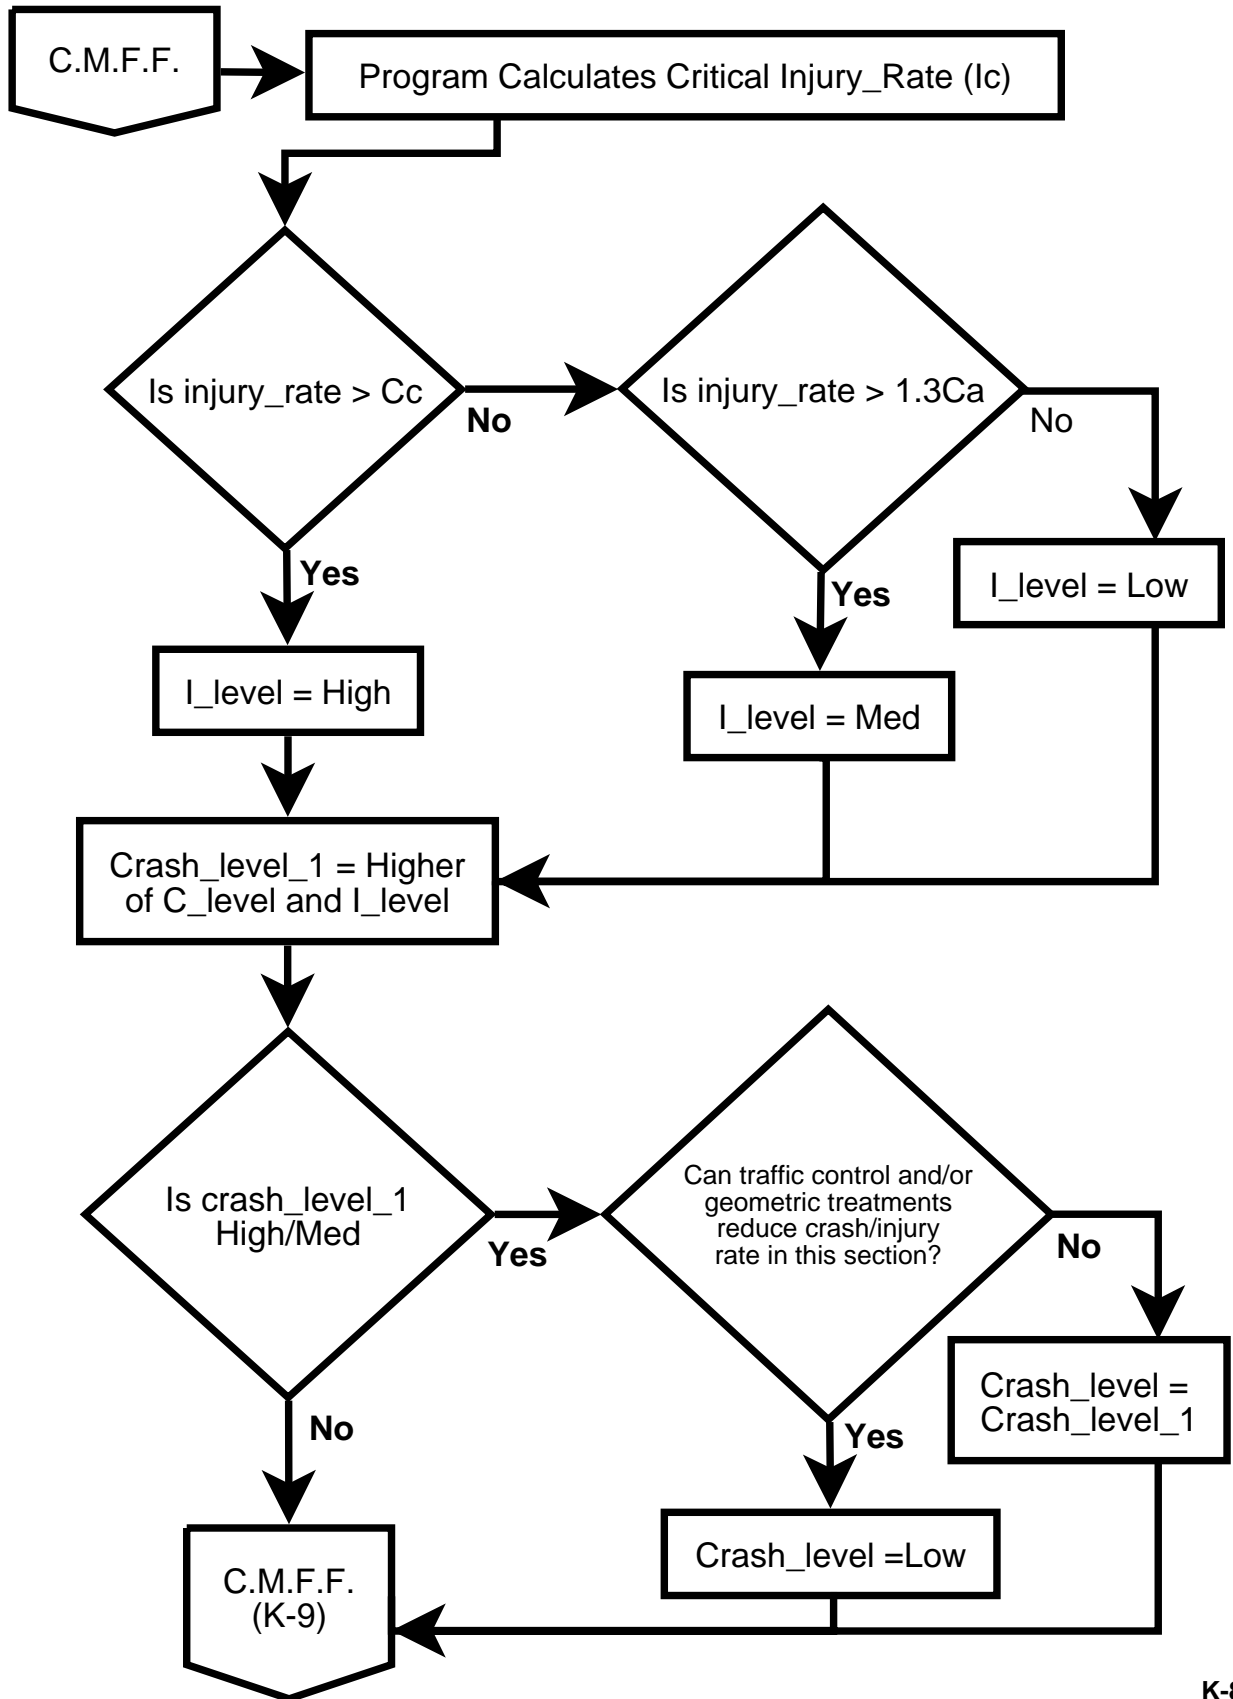 C.M.F.F.
Program Calculates Critical Injury_Rate (Ic)
Is injury_rate > Cc
No
Is injury_rate > 1.3Ca
No
Yes
Yes
I_level = Low
I_level = High
I_level = Med
Crash_level_1 = Higher
of C_level and I_level
Is crash_level_1
High/Med
Yes
Can traffic control and/or
geometric treatments
reduce crash/injury
rate in this section?
No
Crash_level =
Crash_level_1
No
Yes
Crash_level =Low
C.M.F.F.
(K-9)
K-8